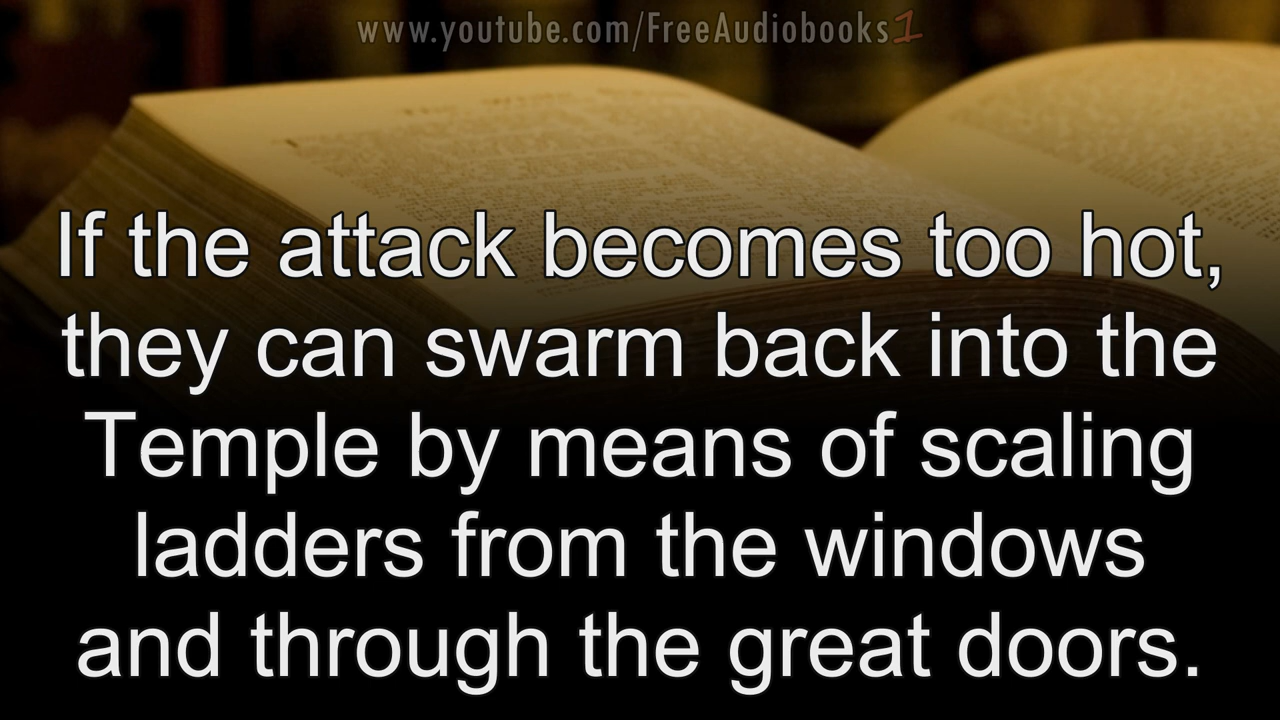 www.youtube.com/FreeAudiobooks1
If the attack becomes too hot,
they can swarm back into the
Temple by means of scaling
ladders from the windows
and through the great doors.